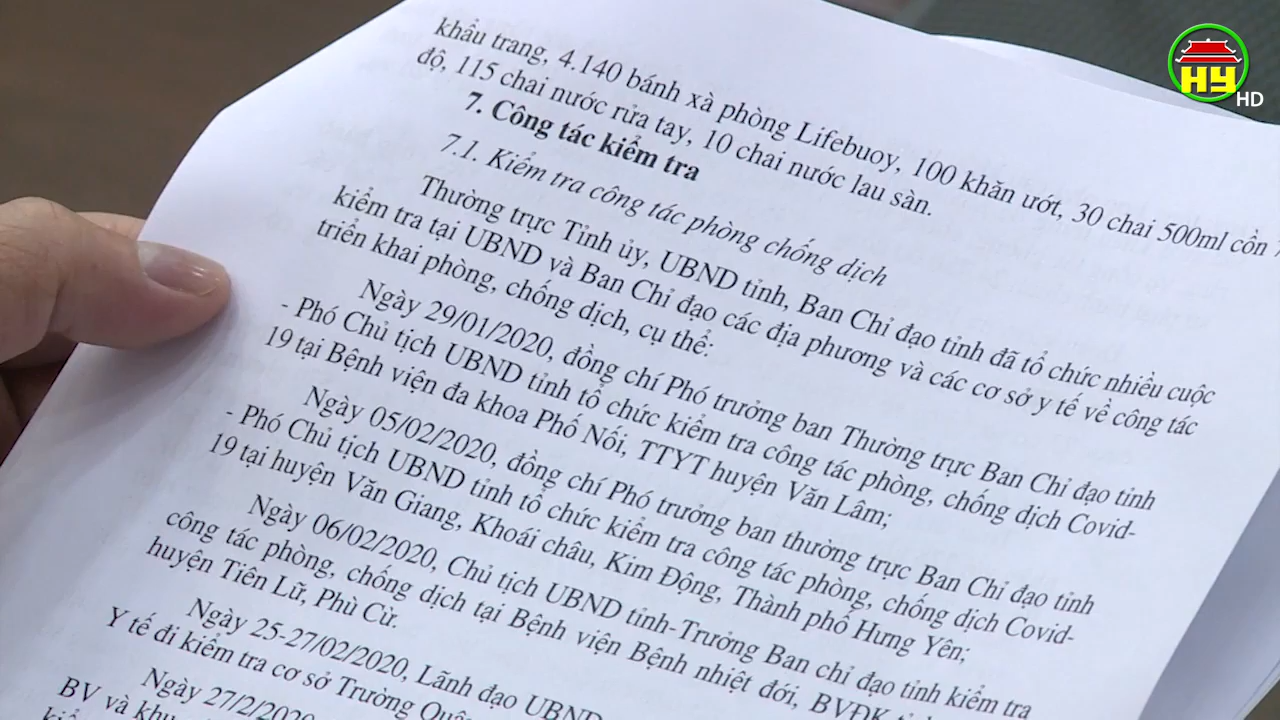 khẩu trang, 4.140 bánh xà phòng Lifebuoy, 100 khăn ướt, 30 chai 500ml cồn
độ, 115 chai nước rửa tay, 10 chai nước lau sàn.
7. Công tác kiểm tra
7.1. Kiểm tra công tác phòng chống dịch
Thường trực Tỉnh ủy, UBND tỉnh, Ban Chỉ đạo tỉnh đã tổ chức nhiều cuộc
kiểm tra tại UBND và Ban Chỉ đạo các địa phương và các cơ sở y tế về công tác
triển khai phòng, chống dịch, cụ thể:
Ngày 29/01/2020, đồng chí Phó trưởng ban Thường trực Ban Chỉ đạo tỉnh
- Phó Chủ tịch UBND tỉnh tổ chức kiểm tra công tác phòng, chống dịch Covid-
19 tại Bệnh viện đa khoa Phố Nối, TTYT huyện Văn Lâm;
Ngày 05/02/2020, đồng chí Phó trưởng ban thường trực Ban Chỉ đạo tỉnh
- Phó Chủ tịch UBND tỉnh tổ chức kiểm tra công tác phòng, chống dịch Covid-
19 tại huyện Văn Giang, Khoái châu, Kim Động, Thành phố Hưng Yên;
Ngày 06/02/2020, Chủ tịch UBND tỉnh-Trưởng Ban chỉ đạo tỉnh kiểm tra
công tác phòng, chống dịch tại Bệnh viện Bệnh nhiệt đới, BVĐK
huyện Tiên Lữ, Phù Cừ.
Ngày 25-27/02/2020, Lãnh đạo UBND
Y tế đi kiểm tra cơ sở Trường
Ngày 27/2/2020
BV và khu
HY
HD